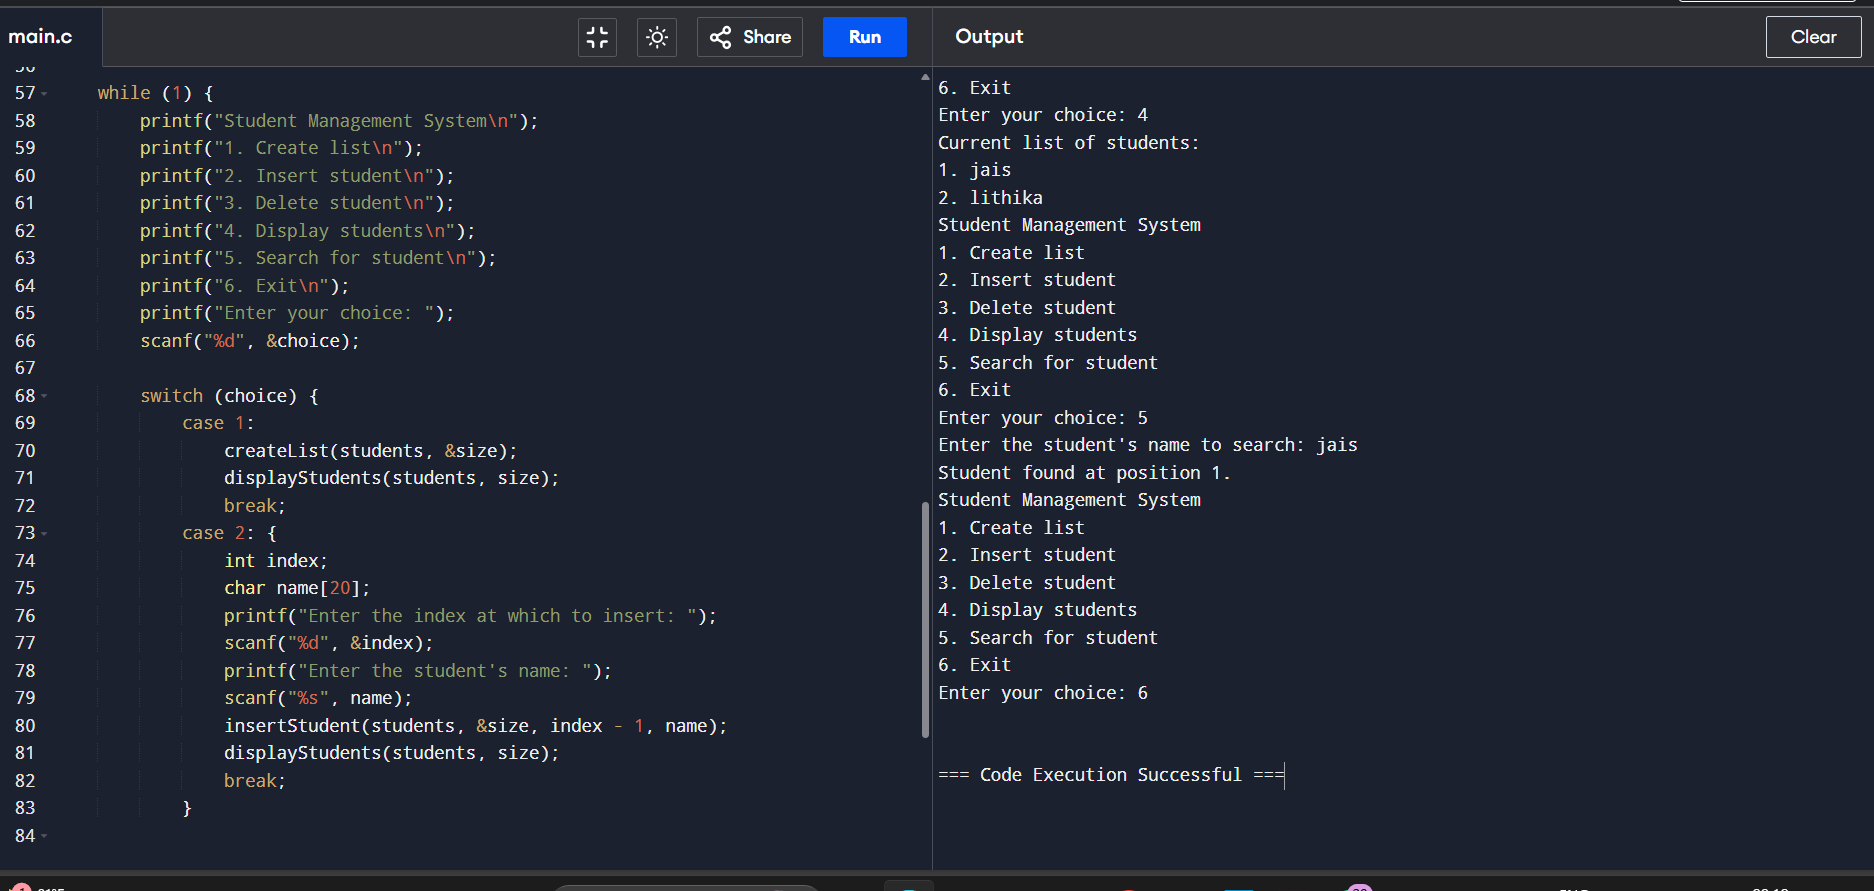 main.c
Share
Run
Output
Clear
57 while (1) {
58 printf("Student Management System\n");
59 printf("1. Create list\n");
60 printf("2. Insert student\n");
61 printf("3. Delete student\n");
62 printf("4. Display students\n");
63 printf("5. Search for student\n");
64 printf("6. Exit\n");
65 printf("Enter your choice: ");
66 scanf("%d", &choice);
67
68 switch (choice) {
69 case 1:
70 createList(students, &size);
71 displayStudents(students, size);
72 break;
73 case 2: {
74 int index;
75 char name[20];
76 printf("Enter the index at which to insert: ");
77 scanf("%d", &index);
78 printf("Enter the student's name: ");
79 scanf("%s", name);
80 insertStudent(students, &size, index - 1, name);
81 displayStudents(students, size);
82 break;
83 }
84
6. Exit
Enter your choice: 4
Current list of students:
1. jais
2. lithika
Student Management System
1. Create list
2. Insert student
3. Delete student
4. Display students
5. Search for student
6. Exit
Enter your choice: 5
Enter the student's name to search: jais
Student found at position 1.
Student Management System
1. Create list
2. Insert student
3. Delete student
4. Display students
5. Search for student
6. Exit
Enter your choice: 6
=== Code Execution Successful ===